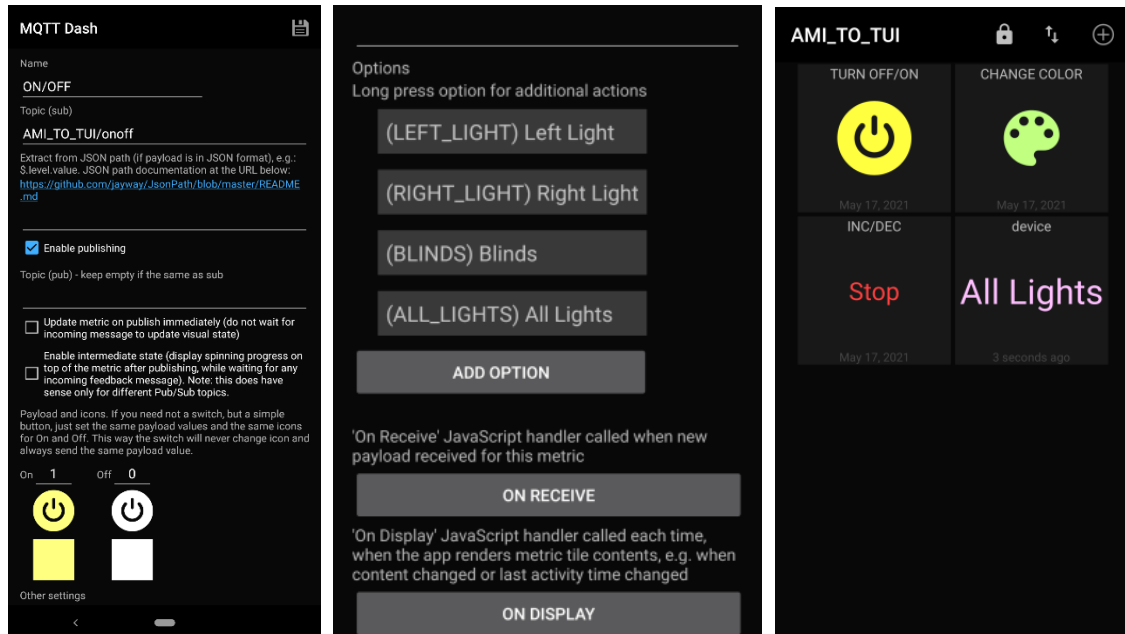 MQTT Dash
Name
ON/OFF
Topic (sub)
AMI_TO_TUI/onoff
Extract from JSON path (if payload is in JSON format), e.g.:
$.level.value. JSON path documentation at the URL below:
https://github.com/jayway/JsonPath/blob/master/README
.md
Enable publishing
Topic (pub) - keep empty if the same as sub
Update metric on publish immediately (do not wait for
incoming message to update visual state)
Enable intermediate state (display spinning progress on
top of the metric after publishing, while waiting for any
incoming feedback message). Note: this does have
sense only for different Pub/Sub topics.
Payload and icons. If you need not a switch, but a simple
button, just set the same payload values and the same icons
for On and Off. This way the switch will never change icon and
always send the same payload value.
On 1 Off 0
Other settings
Options
Long press option for additional actions
(LEFT_LIGHT) Left Light
(RIGHT_LIGHT) Right Light
(BLINDS) Blinds
(ALL_LIGHTS) All Lights
ADD OPTION
'On Receive' JavaScript handler called when new
payload received for this metric
ON RECEIVE
'On Display' JavaScript handler called each time,
when the app renders metric tile contents, e.g. when
content changed or last activity time changed
ON DISPLAY
AMI_TO_TUI
TURN OFF/ON
May 17, 2021
CHANGE COLOR
May 17, 2021
INC/DEC
Stop
May 17, 2021
device
All Lights
3 seconds ago